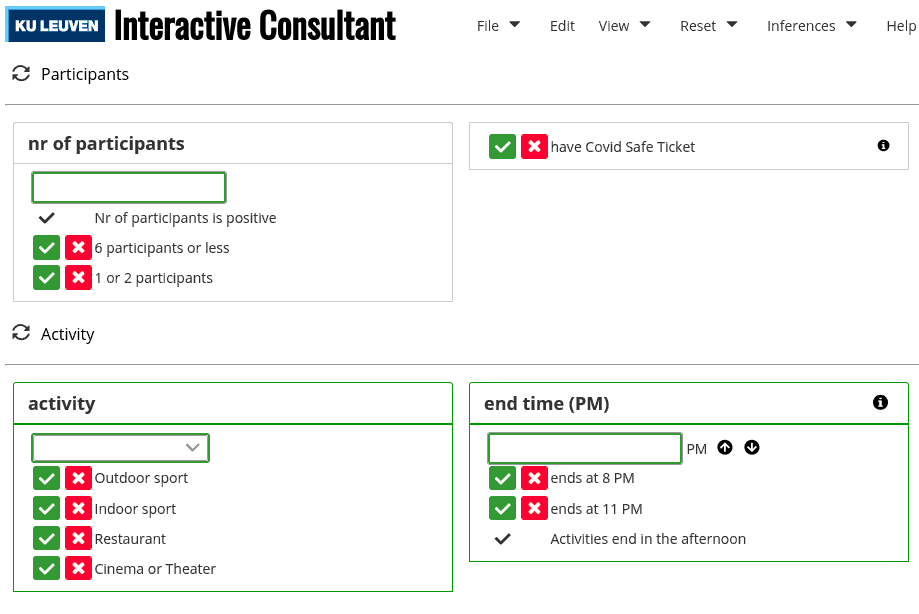 KU LEUVEN Interactive Consultant File Edit View Reset Inferences Help
Participants
nr of participants
Nr of participants is positive
6 participants or less
1 or 2 participants
have Covid Safe Ticket
Activity
activity
Outdoor sport
Indoor sport
Restaurant
Cinema or Theater
end time (PM)
PM
ends at 8 PM
ends at 11 PM
Activities end in the afternoon